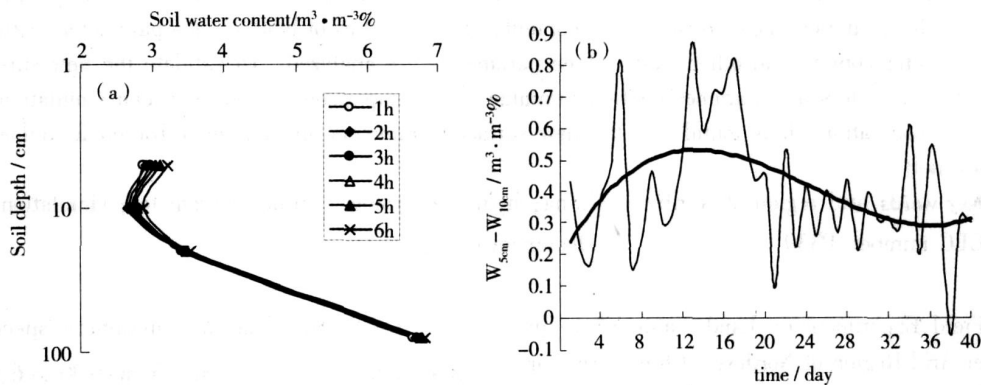 Soil water content/m³•m⁻³%
2 3 4 5 6 7
1
10
100
Soil depth / cm
(a)
1h
2h
3h
4h
5h
6h
(b)
0.9
0.8
0.7
0.6
0.5
0.4
0.3
0.2
0.1
0
−0.1
W5cm−W10cm / m³•m⁻³%
4 8 12 16 20 24 28 32 36 40
time / day